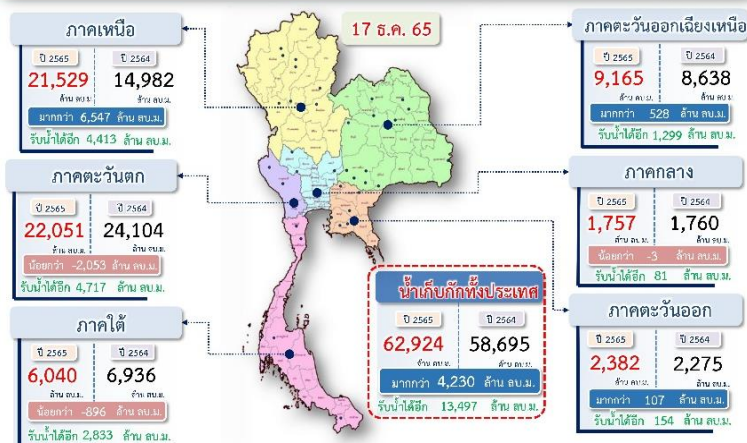 17 ธ.ค. 65
ภาคเหนือ
ปี 2565 ปี 2564
21,529 14,982
ล้าน ลบ.ม. ล้าน ลบ.ม.
มากกว่า 6,547 ล้าน ลบ.ม.
รับน้ำได้อีก 4,413 ล้าน ลบ.ม.
ภาคตะวันตก
ปี 2565 ปี 2564
22,051 24,104
ล้าน ลบ.ม. ล้าน ลบ.ม.
น้อยกว่า -2,053 ล้าน ลบ.ม.
รับน้ำได้อีก 4,717 ล้าน ลบ.ม.
ภาคใต้
ปี 2565 ปี 2564
6,040 6,936
ล้าน ลบ.ม. ล้าน ลบ.ม.
น้อยกว่า -896 ล้าน ลบ.ม.
รับน้ำได้อีก 2,833 ล้าน ลบ.ม.
น้ำเก็บกักทั้งประเทศ
ปี 2565 ปี 2564
62,924 58,695
ล้าน ลบ.ม. ล้าน ลบ.ม.
มากกว่า 4,230 ล้าน ลบ.ม.
รับน้ำได้อีก 13,497 ล้าน ลบ.ม.
ภาคตะวันออกเฉียงเหนือ
ปี 2565 ปี 2564
9,165 8,638
ล้าน ลบ.ม. ล้าน ลบ.ม.
มากกว่า 528 ล้าน ลบ.ม.
รับน้ำได้อีก 1,299 ล้าน ลบ.ม.
ภาคกลาง
ปี 2565 ปี 2564
1,757 1,760
ล้าน ลบ.ม. ล้าน ลบ.ม.
น้อยกว่า -3 ล้าน ลบ.ม.
รับน้ำได้อีก 81 ล้าน ลบ.ม.
ภาคตะวันออก
ปี 2565 ปี 2564
2,382 2,275
ล้าน ลบ.ม. ล้าน ลบ.ม.
มากกว่า 107 ล้าน ลบ.ม.
รับน้ำได้อีก 154 ล้าน ลบ.ม.